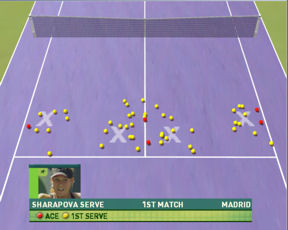 SHARAPOVA SERVE 1ST MATCH MADRID
ACE 1ST SERVE